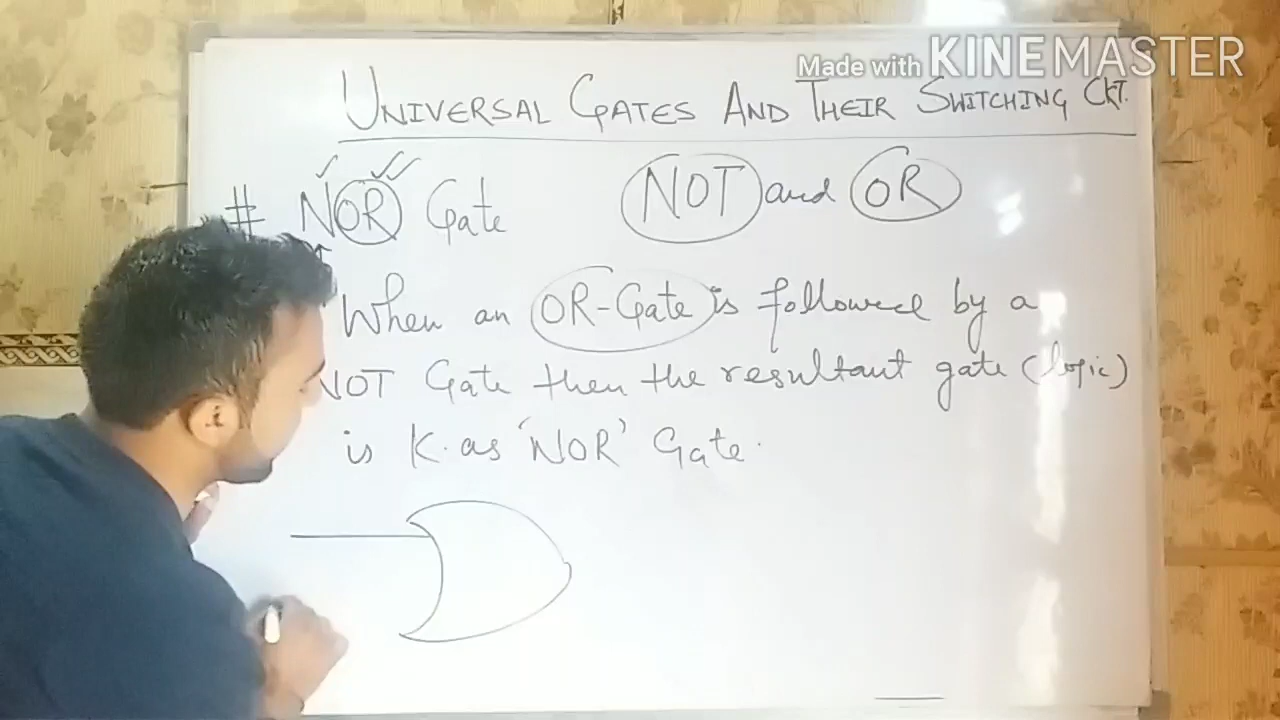 Made with KINEMASTER
UNIVERSAL GATES AND THEIR SWITCHING CKT.
# NOR Gate NOT and OR
When an OR-Gate is followed by a
NOT Gate then the resultant gate (logic)
is K.as 'NOR' Gate.